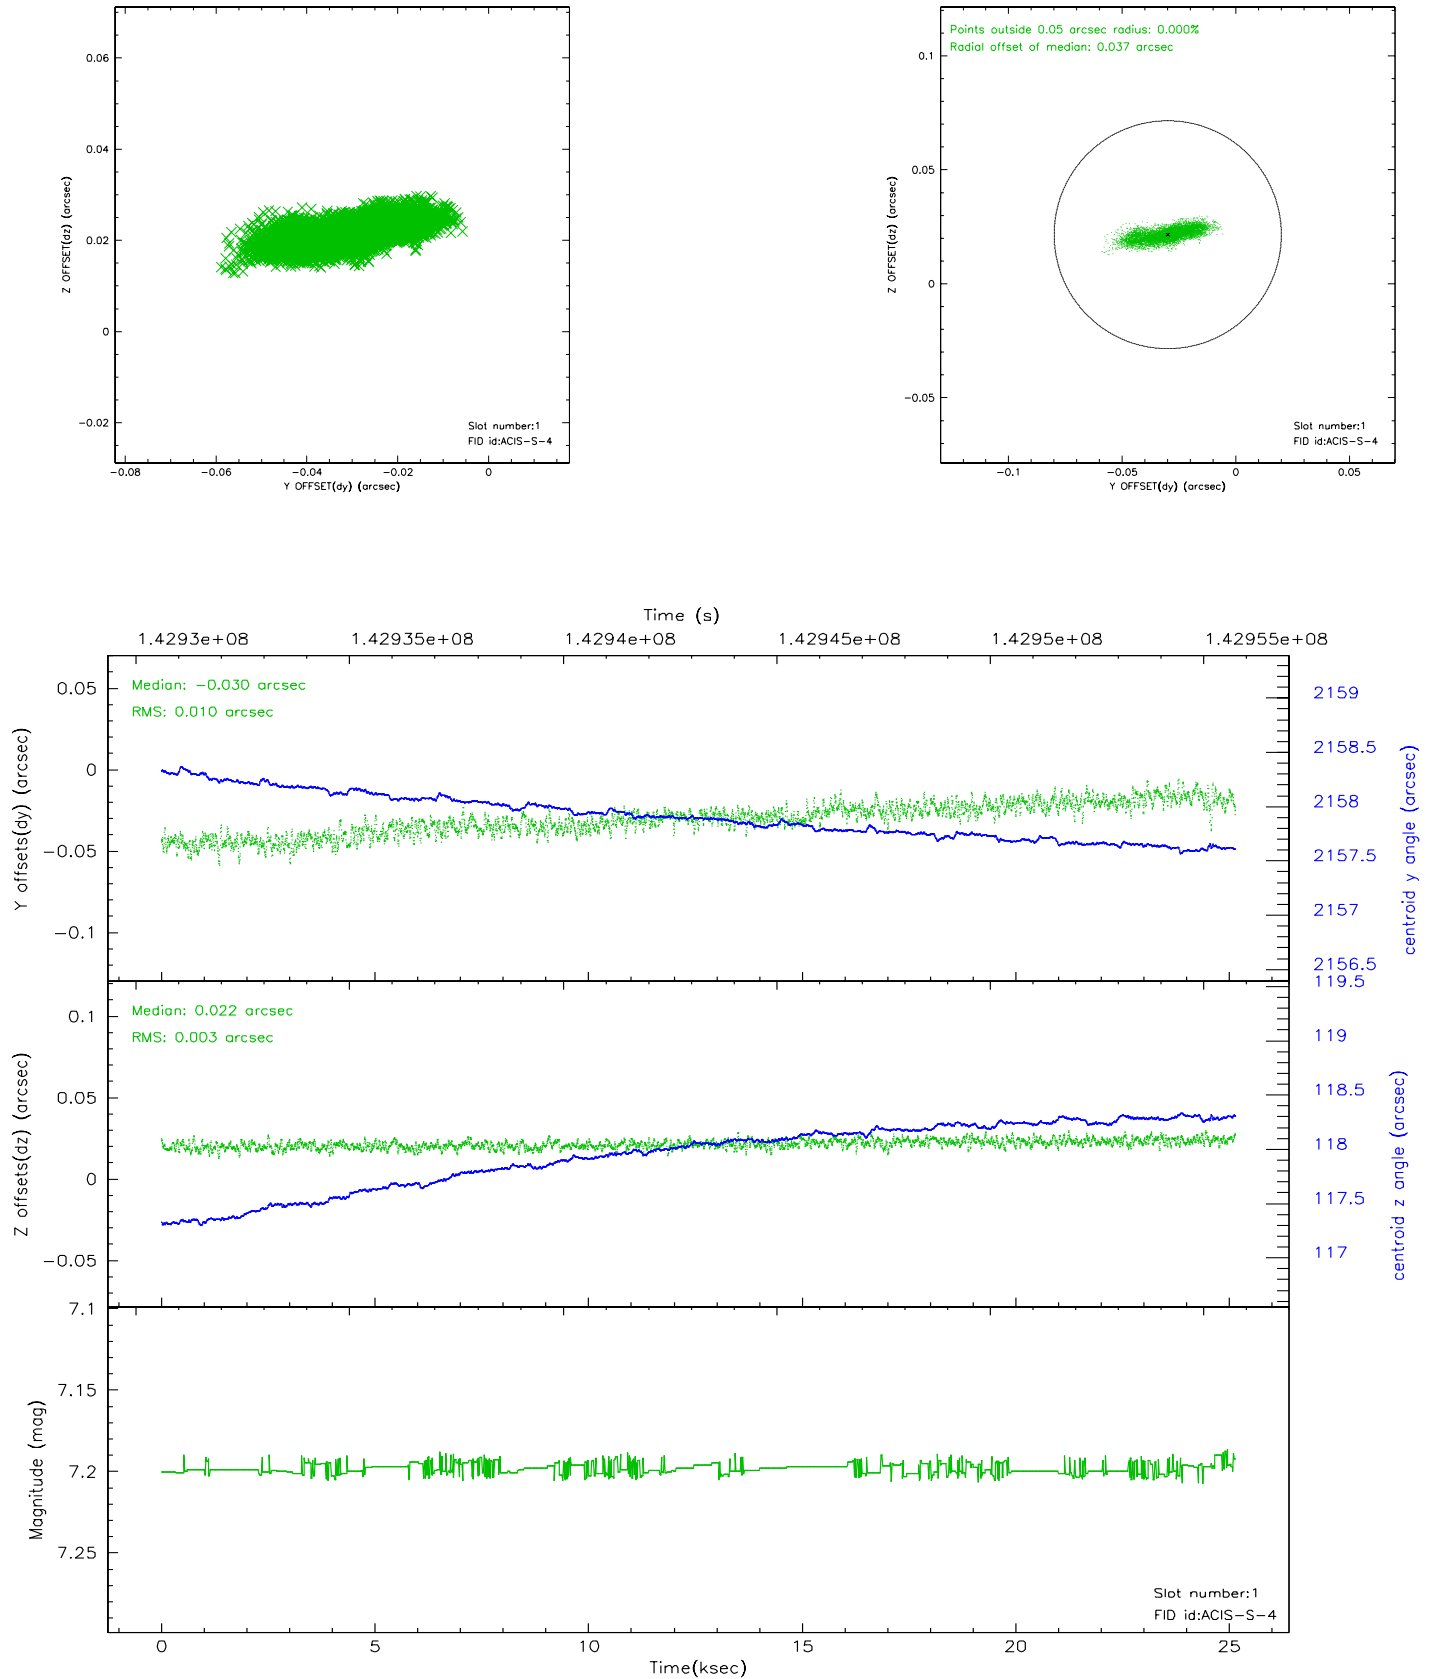 0.06
0.04
0.02
0
−0.02
Z OFFSET(dz) (arcsec)
−0.08 −0.06 −0.04 −0.02 0
Y OFFSET(dy) (arcsec)
Slot number:1
FID id:ACIS−S−4
Points outside 0.05 arcsec radius: 0.000%
Radial offset of median: 0.037 arcsec
0.1
0.05
0
−0.05
Z OFFSET(dz) (arcsec)
−0.1 −0.05 0 0.05
Y OFFSET(dy) (arcsec)
Slot number:1
FID id:ACIS−S−4
Time (s)
1.4293e+08 1.42935e+08 1.4294e+08 1.42945e+08 1.4295e+08 1.42955e+08
Median: −0.030 arcsec
RMS: 0.010 arcsec
0.05
0
−0.05
−0.1
Y offsets(dy) (arcsec)
2159
2158.5
2158
2157.5
2157
2156.5
centroid y angle (arcsec)
Median: 0.022 arcsec
RMS: 0.003 arcsec
0.1
0.05
0
−0.05
Z offsets(dz) (arcsec)
119.5
119
118.5
118
117.5
117
centroid z angle (arcsec)
7.1
7.15
7.2
7.25
Magnitude (mag)
Slot number:1
FID id:ACIS−S−4
0 5 10 15 20 25
Time(ksec)